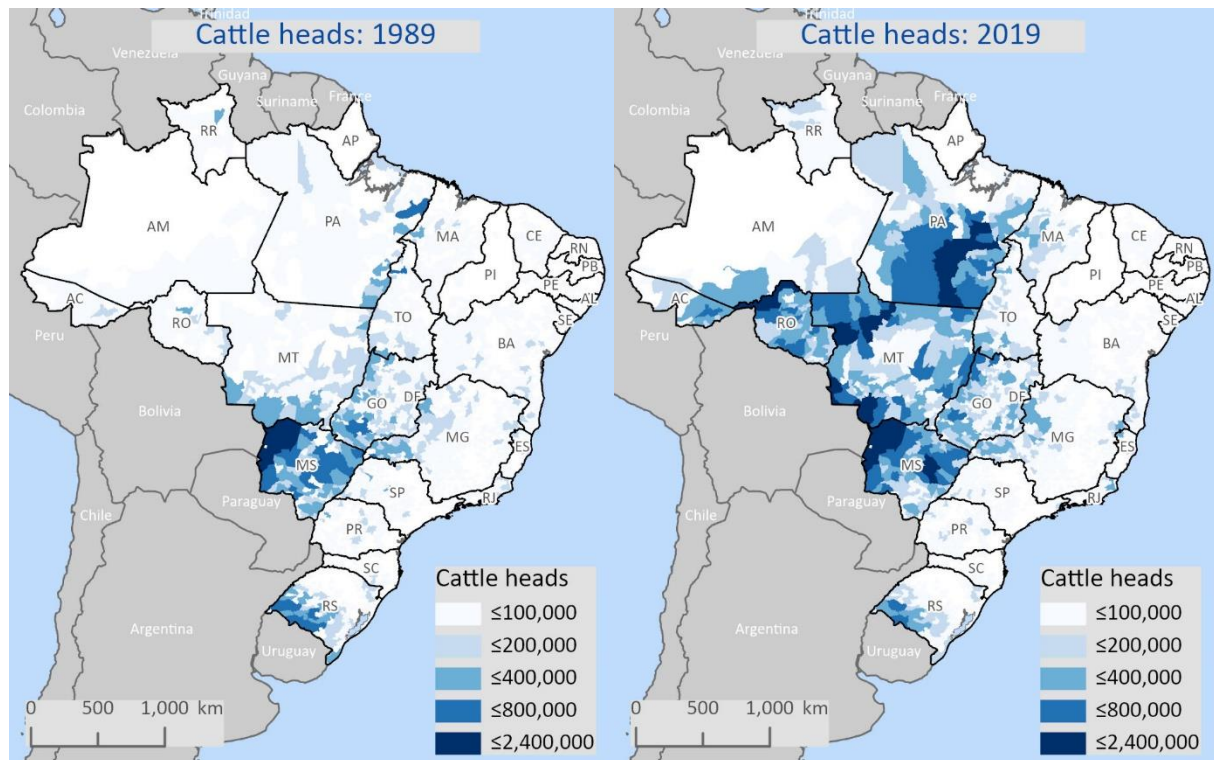 Cattle heads: 1989
Trinidad
Venezuela
Guyana
Suriname
France
Colombia
RR
AP
AM
PA
MA
CE
RN
PB
PE
AL
SE
PI
AC
RO
TO
BA
Peru
MT
Bolivia
GO
DF
MG
ES
MS
SP
RJ
Paraguay
Chile
PR
SC
RS
Argentina
Uruguay
Cattle heads
≤100,000
≤200,000
≤400,000
≤800,000
≤2,400,000
0 500 1,000 km
Cattle heads: 2019
Trinidad
Venezuela
Guyana
Suriname
France
Colombia
RR
AP
AM
PA
MA
CE
RN
PB
PE
AL
SE
PI
AC
RO
TO
BA
Peru
MT
Bolivia
GO
DF
MG
ES
MS
SP
RJ
Paraguay
Chile
PR
SC
RS
Argentina
Uruguay
Cattle heads
≤100,000
≤200,000
≤400,000
≤800,000
≤2,400,000
0 500 1,000 km